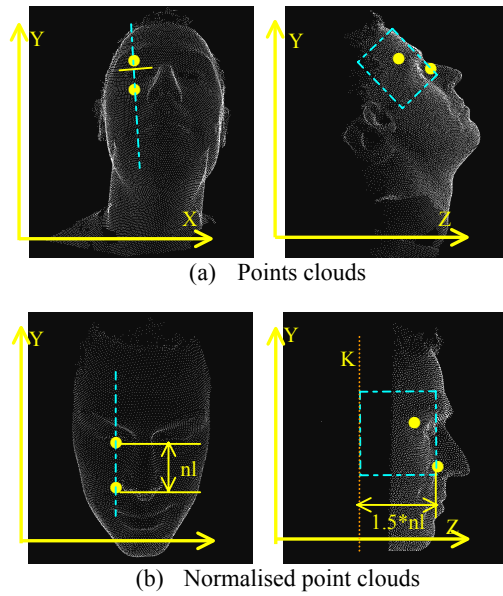 Y
Y
X
Z
(a) Points clouds
Y
K
nl
1.5*nl
Z
(b) Normalised point clouds